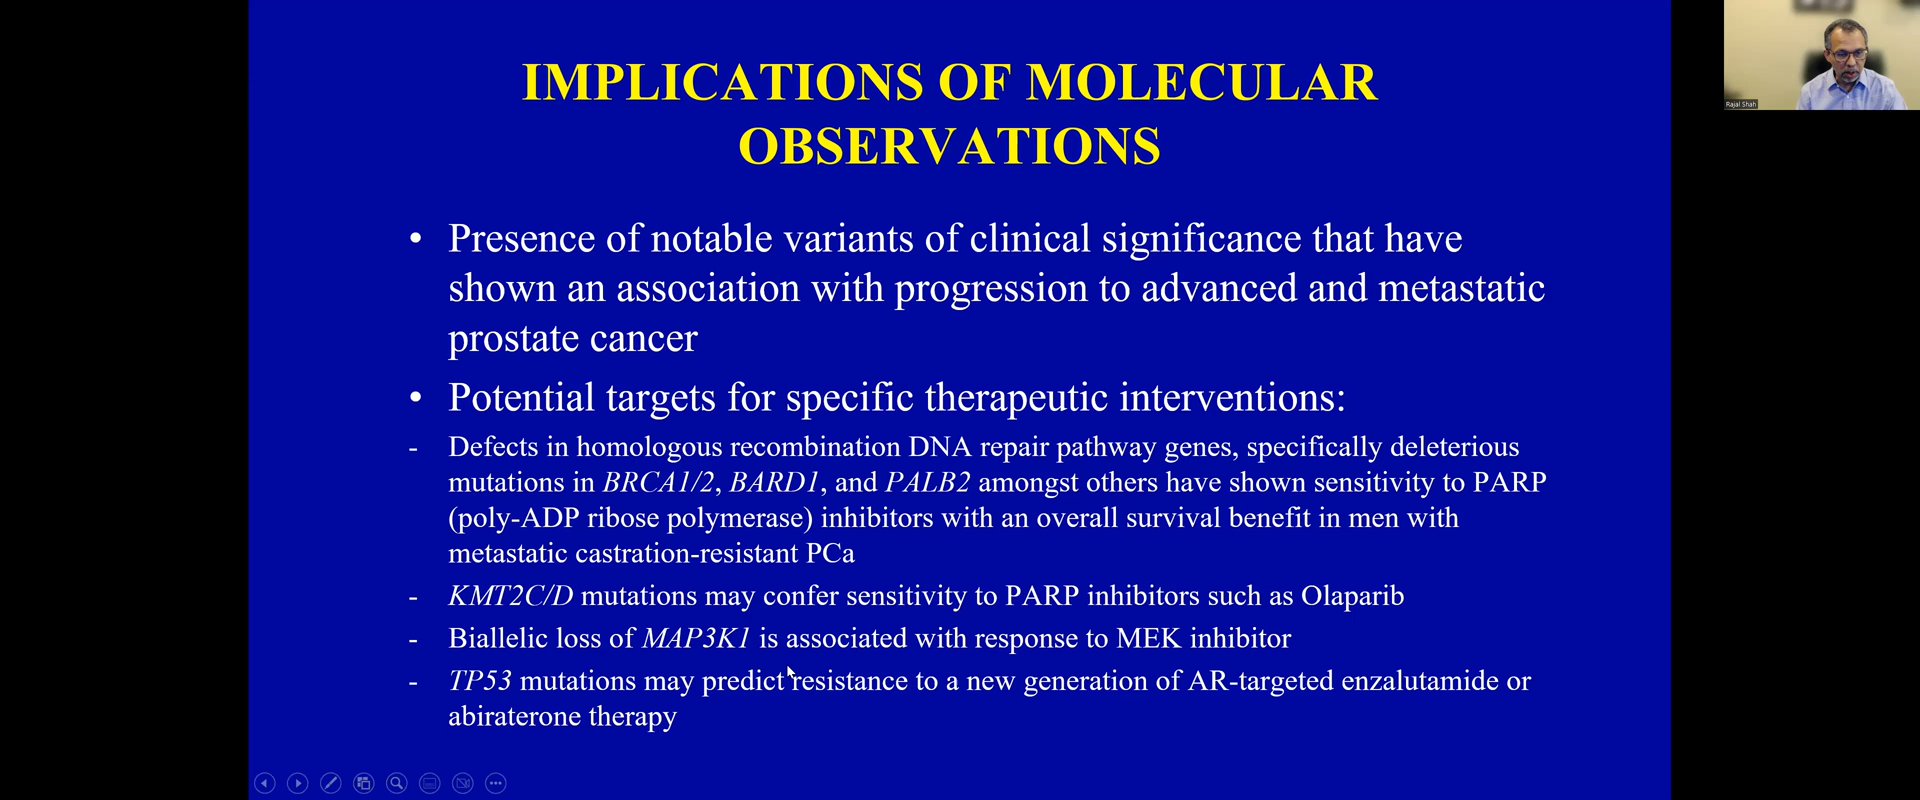 IMPLICATIONS OF MOLECULAR
OBSERVATIONS
• Presence of notable variants of clinical significance that have
shown an association with progression to advanced and metastatic
prostate cancer
• Potential targets for specific therapeutic interventions:
- Defects in homologous recombination DNA repair pathway genes, specifically deleterious
mutations in BRCA1/2, BARD1, and PALB2 amongst others have shown sensitivity to PARP
(poly-ADP ribose polymerase) inhibitors with an overall survival benefit in men with
metastatic castration-resistant PCa
- KMT2C/D mutations may confer sensitivity to PARP inhibitors such as Olaparib
- Biallelic loss of MAP3K1 is associated with response to MEK inhibitor
- TP53 mutations may predict resistance to a new generation of AR-targeted enzalutamide or
abiraterone therapy
Rajal Shah